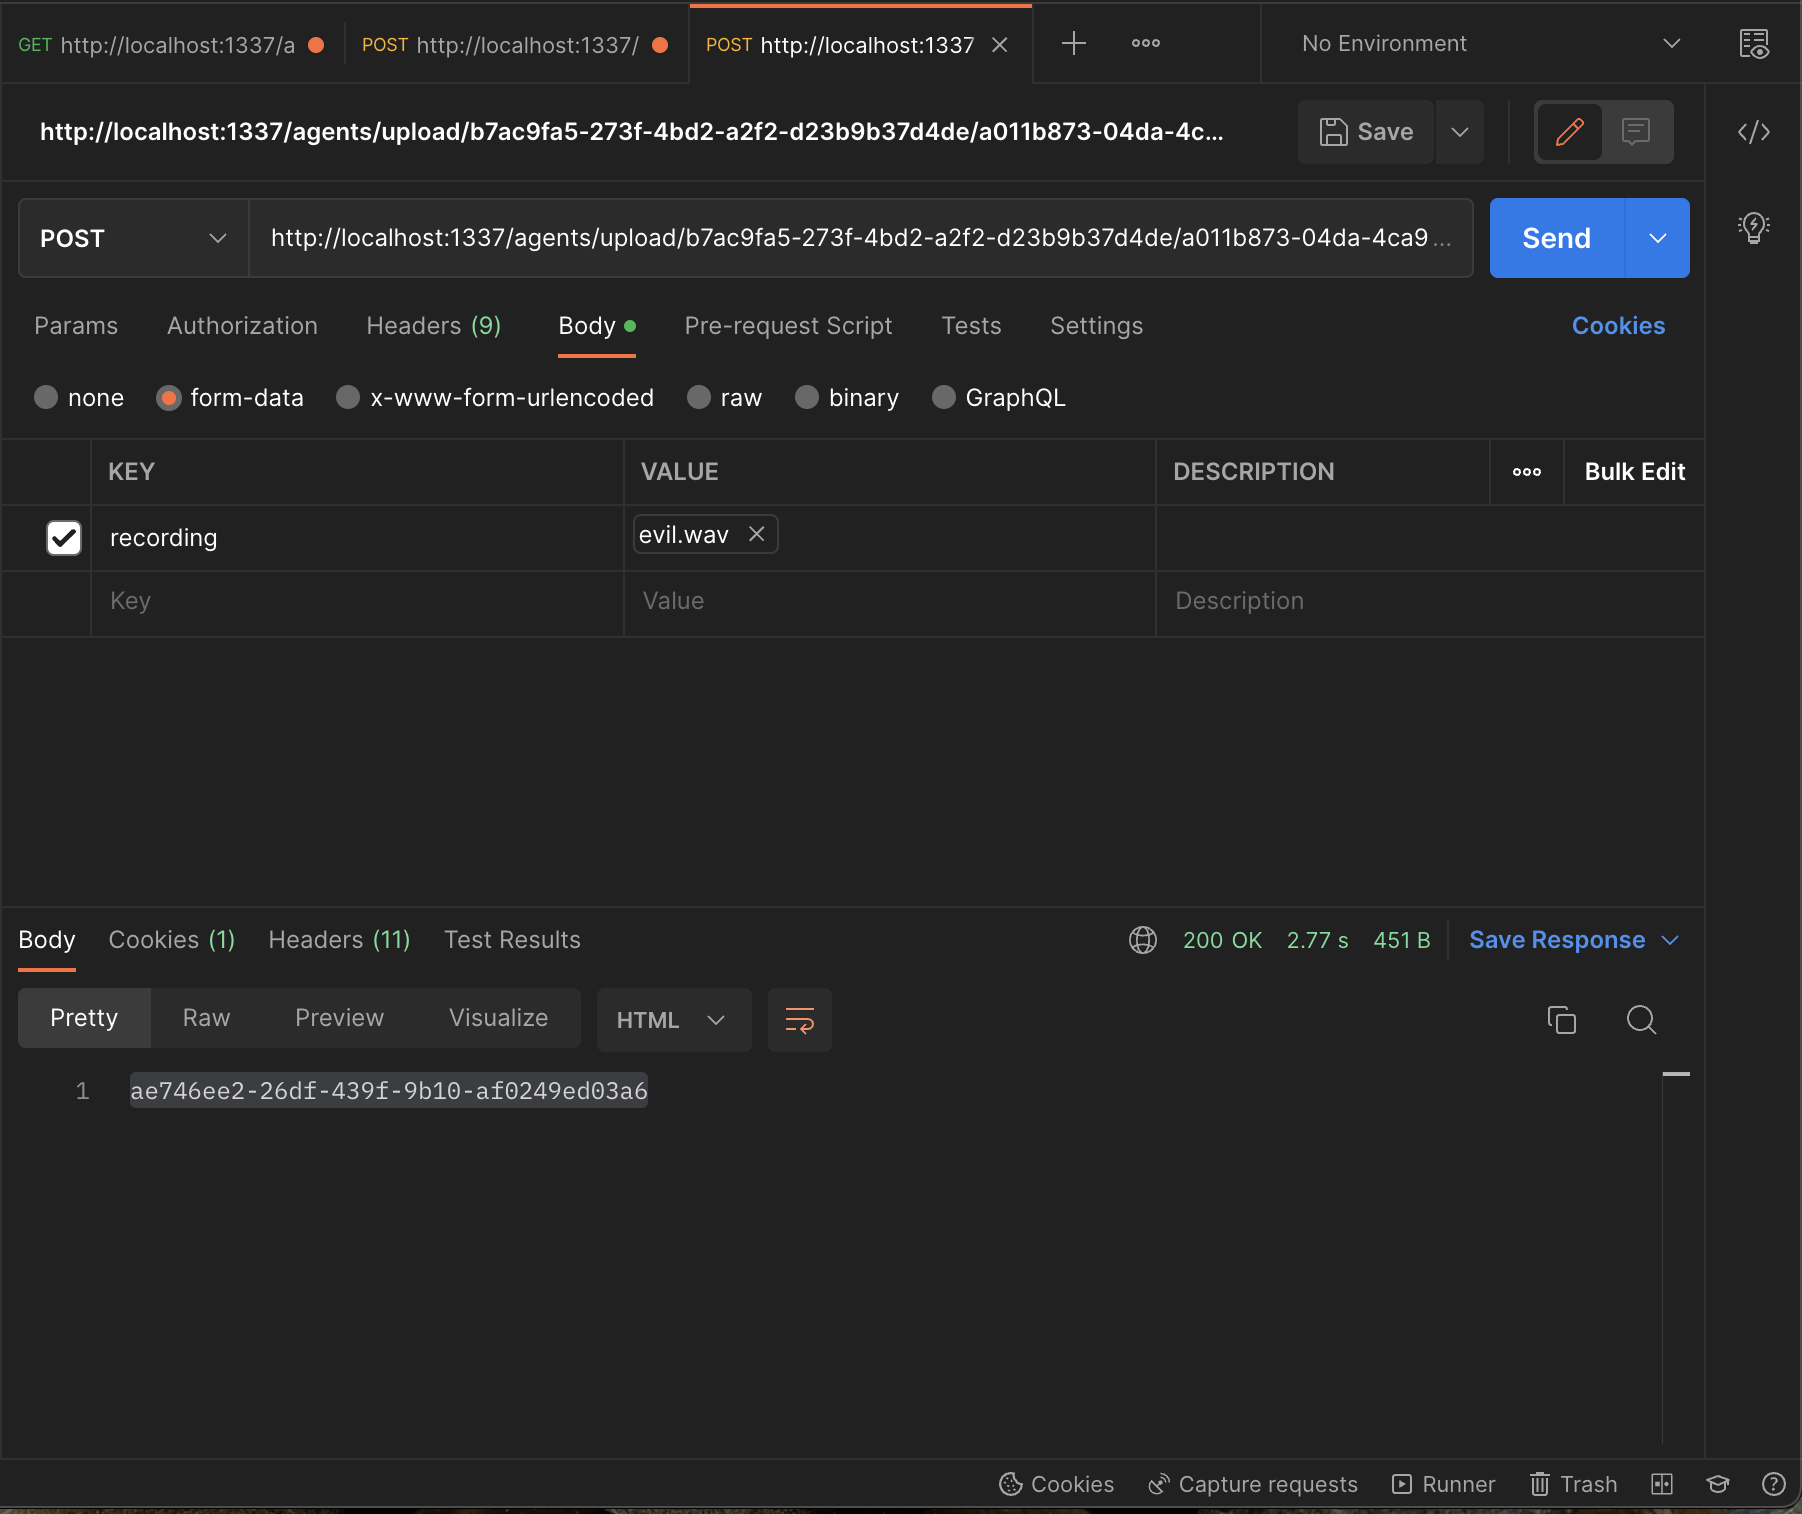 GET http://localhost:1337/a POST http://localhost:1337/ POST http://localhost:1337 No Environment
http://localhost:1337/agents/upload/b7ac9fa5-273f-4bd2-a2f2-d23b9b37d4de/a011b873-04da-4c... Save
POST http://localhost:1337/agents/upload/b7ac9fa5-273f-4bd2-a2f2-d23b9b37d4de/a011b873-04da-4ca9... Send
Params Authorization Headers (9) Body Pre-request Script Tests Settings Cookies
none form-data x-www-form-urlencoded raw binary GraphQL
KEY VALUE DESCRIPTION Bulk Edit
recording evil.wav
Key Value Description
Body Cookies (1) Headers (11) Test Results 200 OK 2.77 s 451 B Save Response
Pretty Raw Preview Visualize HTML
1 ae746ee2-26df-439f-9b10-af0249ed03a6
Cookies Capture requests Runner Trash